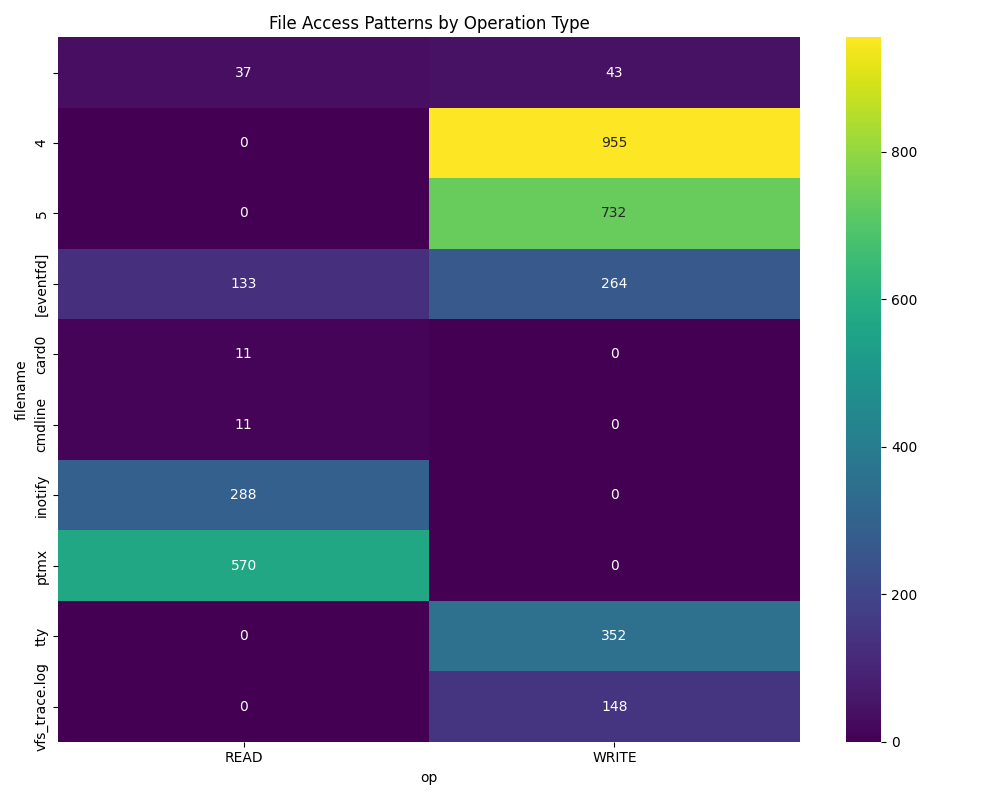 File Access Patterns by Operation Type
37 43
4 0 955
5 0 732
[eventfd] 133 264
card0 11 0
cmdline 11 0
inotify 288 0
ptmx 570 0
tty 0 352
vfs_trace.log 0 148
READ WRITE
op
filename
800
600
400
200
0